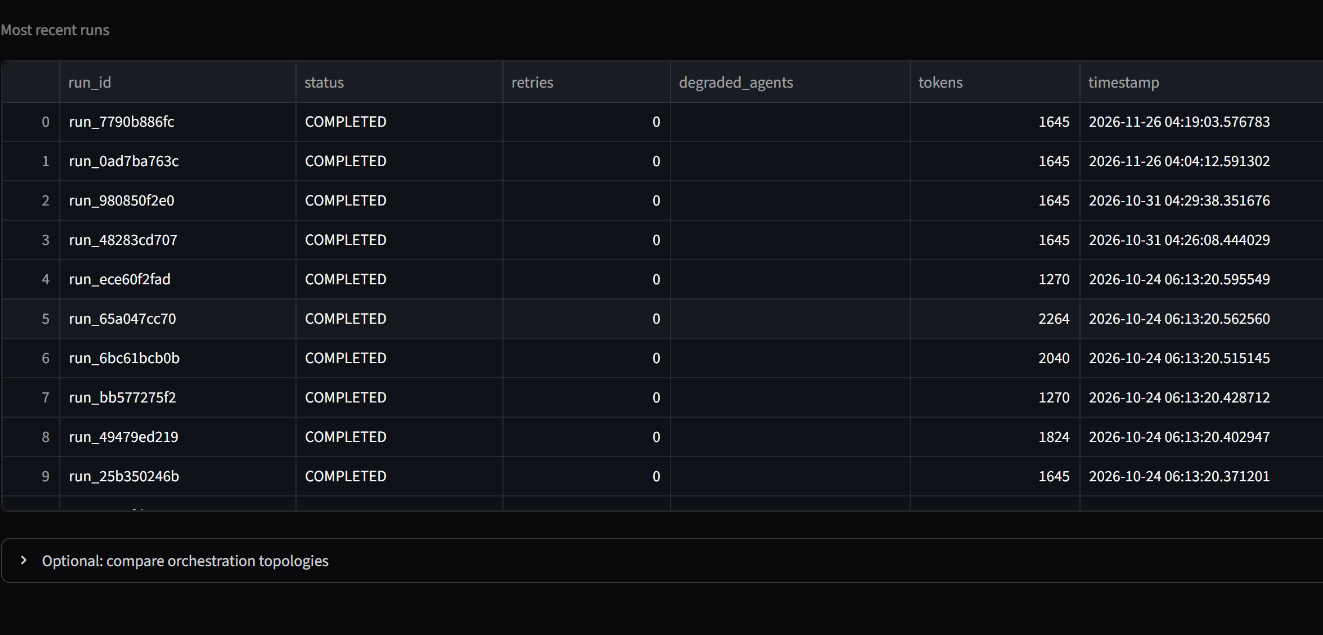 Most recent runs
run_id status retries degraded_agents tokens timestamp
0 run_7790b886fc COMPLETED 0 1645 2026-11-26 04:19:03.576783
1 run_0ad7ba763c COMPLETED 0 1645 2026-11-26 04:04:12.591302
2 run_980850f2e0 COMPLETED 0 1645 2026-10-31 04:29:38.351676
3 run_48283cd707 COMPLETED 0 1645 2026-10-31 04:26:08.444029
4 run_ece60f2fad COMPLETED 0 1270 2026-10-24 06:13:20.595549
5 run_65a047cc70 COMPLETED 0 2264 2026-10-24 06:13:20.562560
6 run_6bc61bcb0b COMPLETED 0 2040 2026-10-24 06:13:20.515145
7 run_bb577275f2 COMPLETED 0 1270 2026-10-24 06:13:20.428712
8 run_49479ed219 COMPLETED 0 1824 2026-10-24 06:13:20.402947
9 run_25b350246b COMPLETED 0 1645 2026-10-24 06:13:20.371201
Optional: compare orchestration topologies